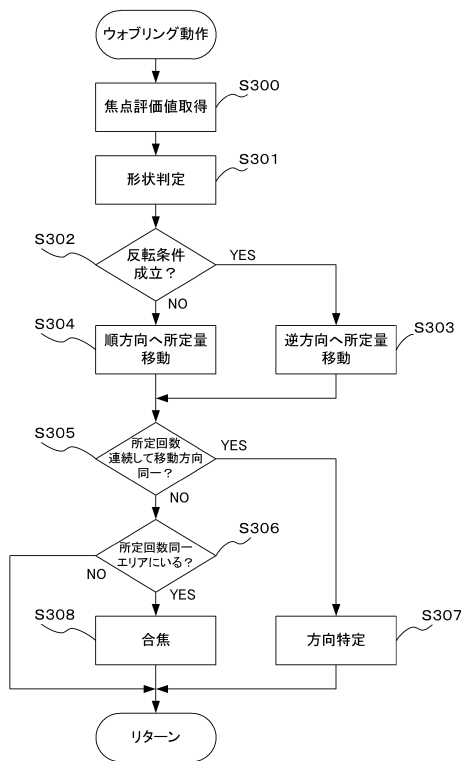 ウォブリング動作
S300
焦点評価値取得
S301
形状判定
S302
反転条件
成立？
YES
NO
S304
順方向へ所定量
移動
S303
逆方向へ所定量
移動
S305
所定回数
連続して移動方向
同一？
YES
NO
S306
所定回数同一
エリアにいる？
NO
YES
S308
合焦
S307
方向特定
リターン